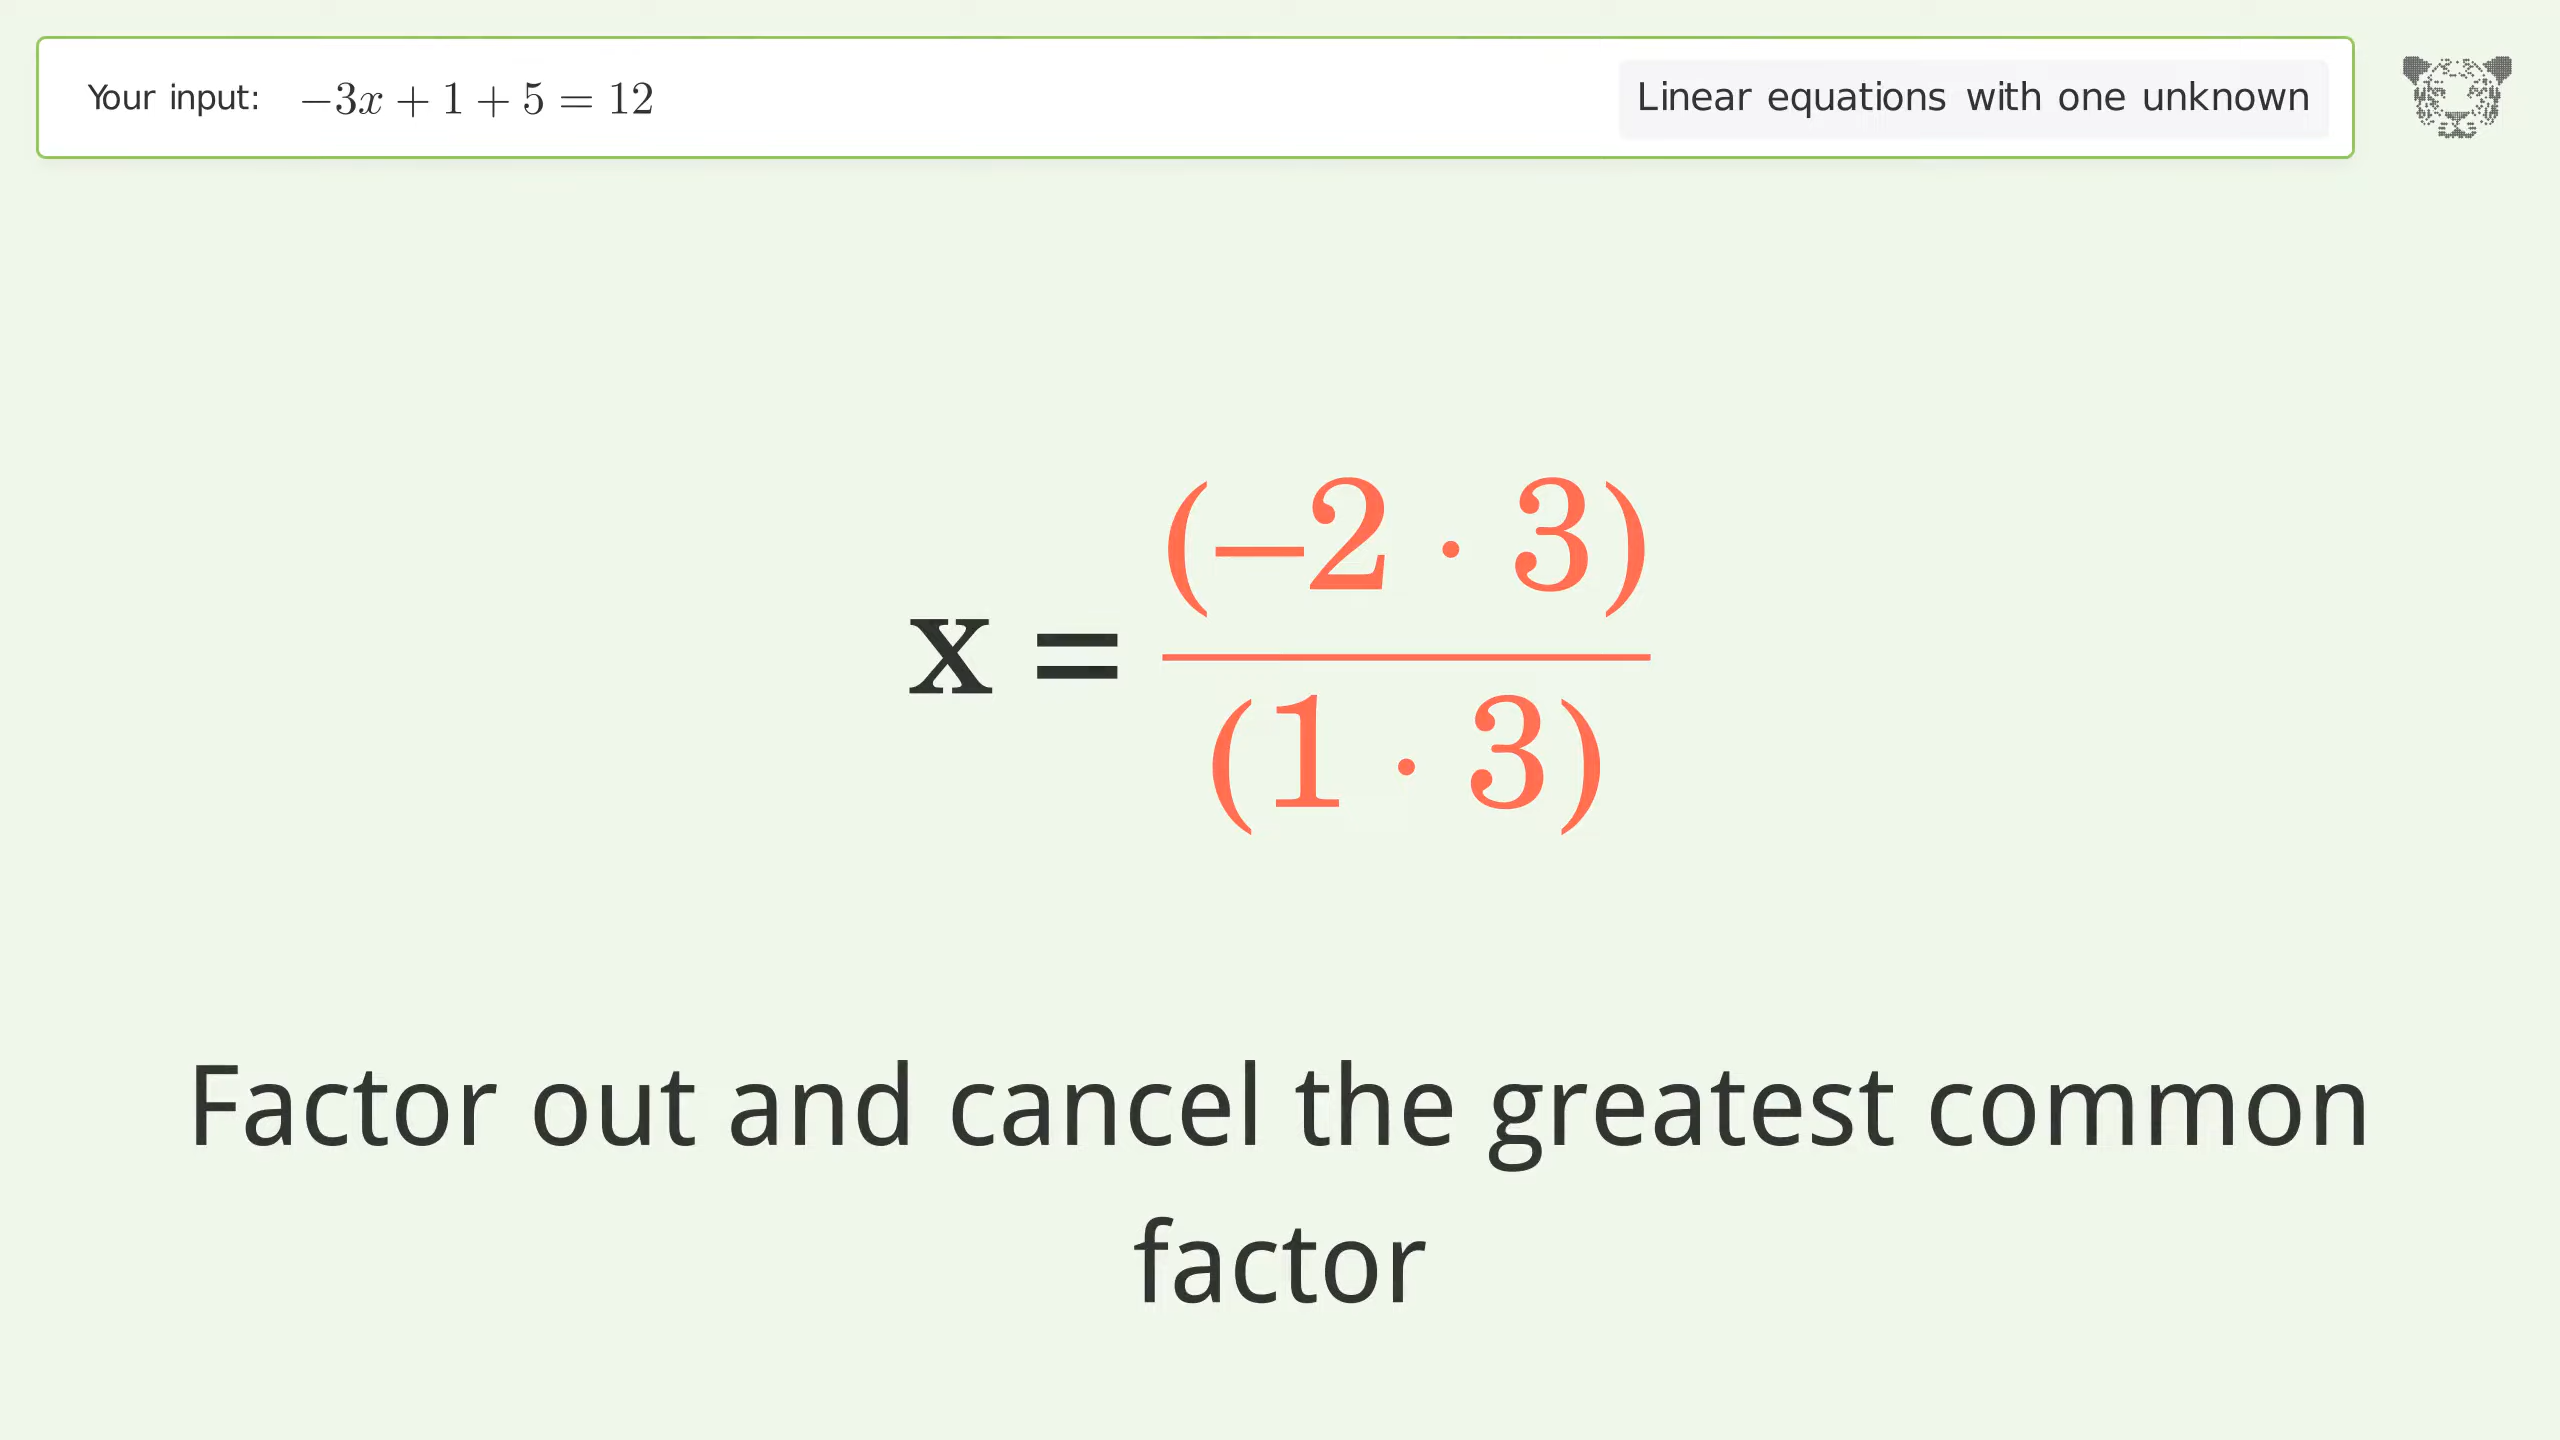 Your input: −3x + 1 + 5 = 12
Linear equations with one unknown
x = (−2 · 3) / (1 · 3)
Factor out and cancel the greatest common
factor